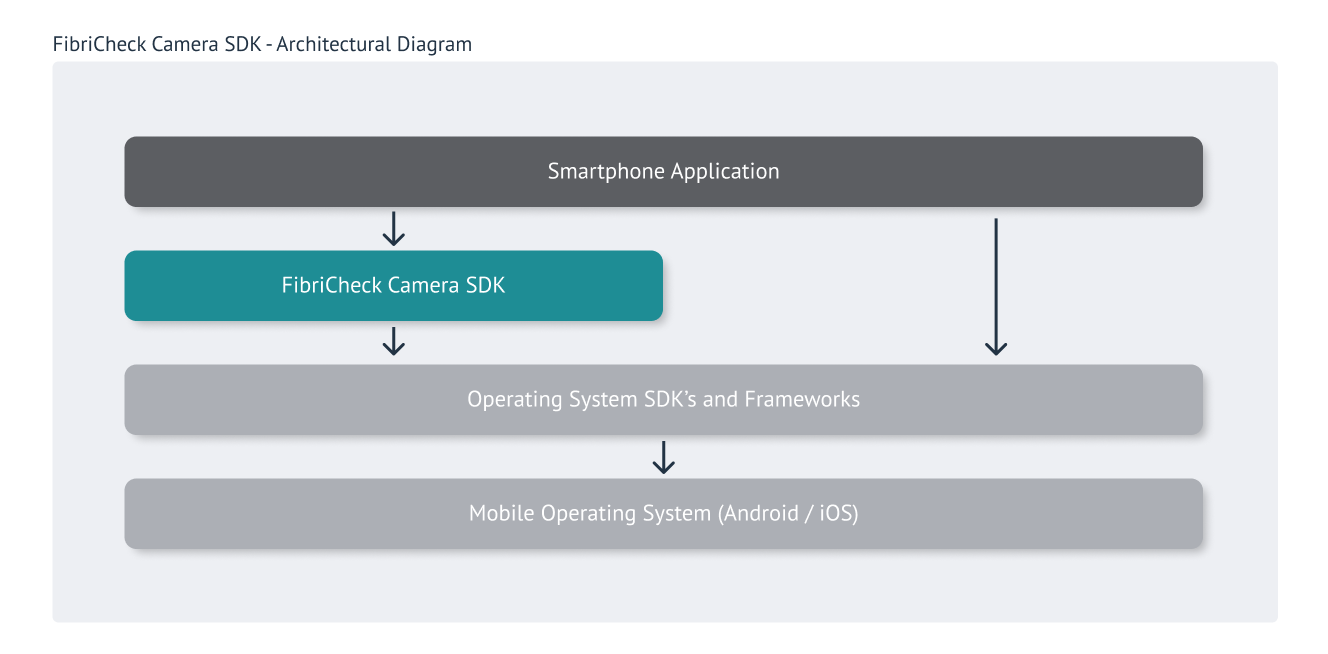 FibriCheck Camera SDK - Architectural Diagram
Smartphone Application
FibriCheck Camera SDK
Operating System SDK’s and Frameworks
Mobile Operating System (Android / iOS)